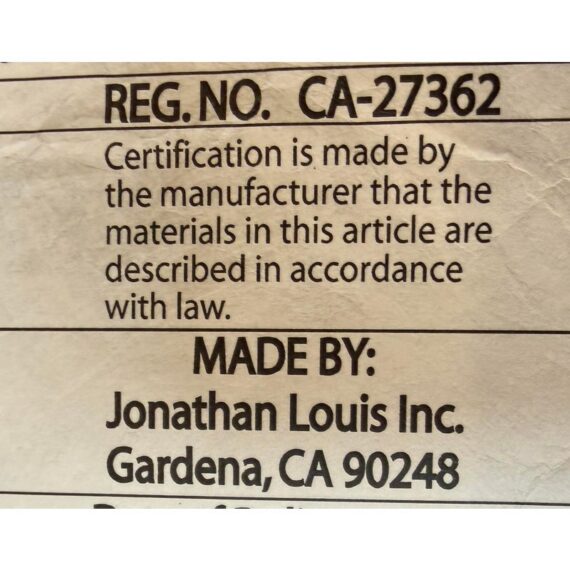 REG. NO. CA-27362
Certification is made by
the manufacturer that the
materials in this article are
described in accordance
with law.
MADE BY:
Jonathan Louis Inc.
Gardena, CA 90248